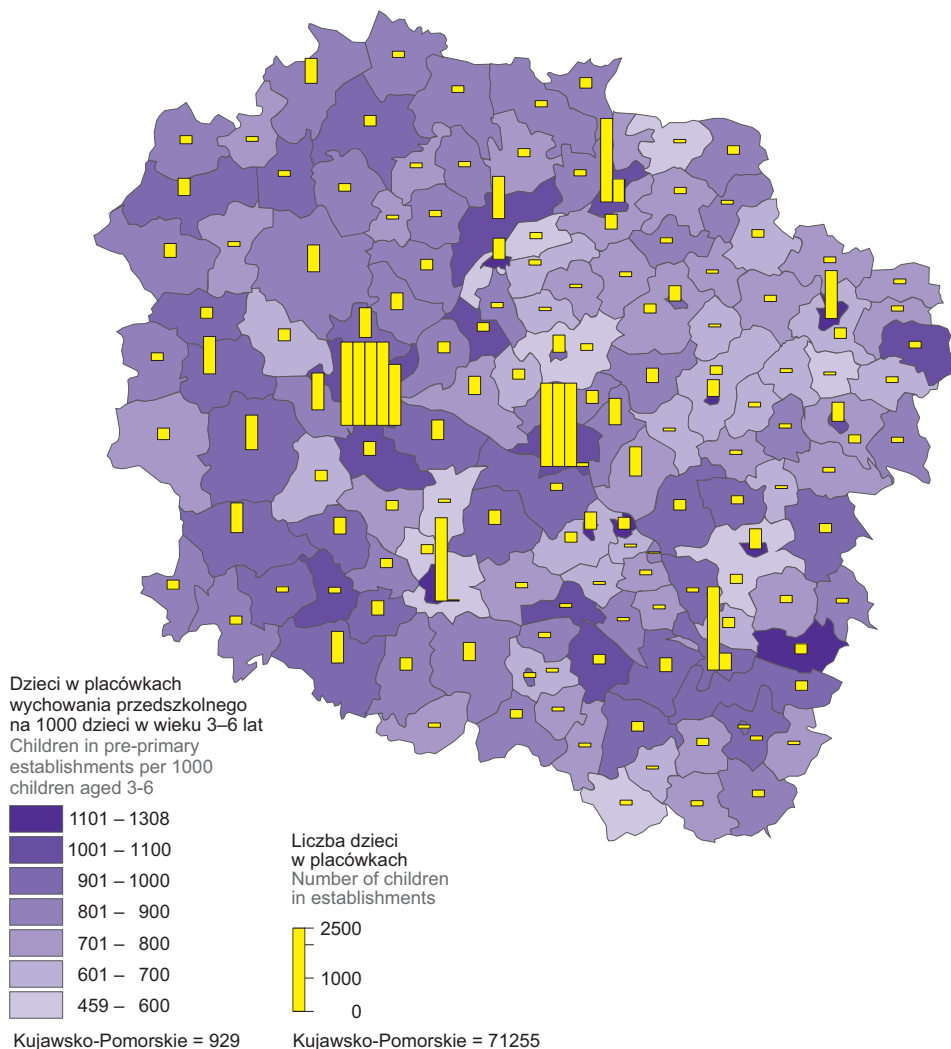 Dzieci w placówkach
wychowania przedszkolnego
na 1000 dzieci w wieku 3–6 lat
Children in pre-primary
establishments per 1000
children aged 3-6
1101 – 1308
1001 – 1100
901 – 1000
801 – 900
701 – 800
601 – 700
459 – 600
Kujawsko-Pomorskie = 929
Liczba dzieci
w placówkach
Number of children
in establishments
2500
1000
0
Kujawsko-Pomorskie = 71255